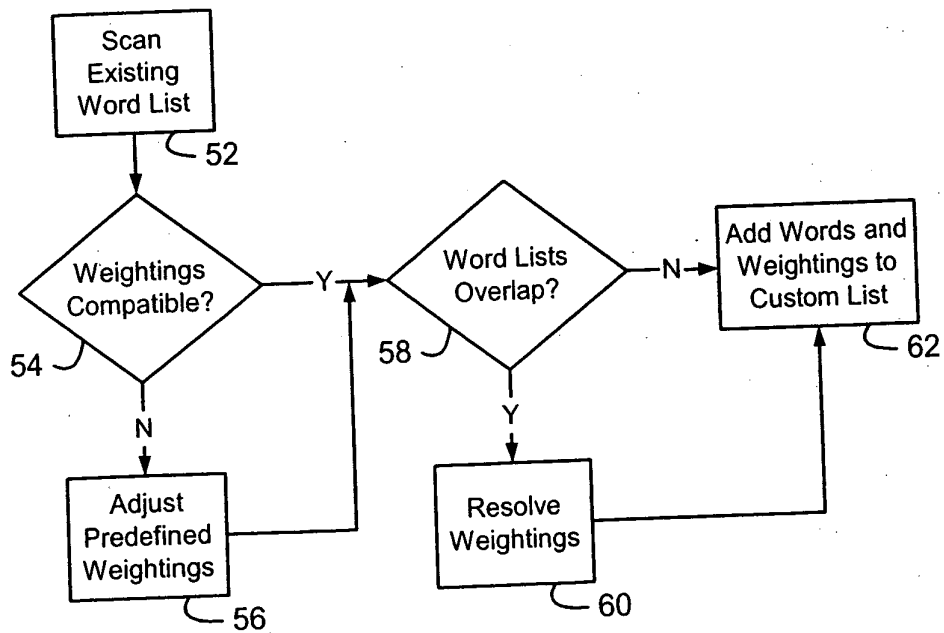 Scan
Existing
Word List
52
Weightings
Compatible?
54
Y
N
Adjust
Predefined
Weightings
56
Word Lists
Overlap?
58
N
Y
Resolve
Weightings
60
Add Words and
Weightings to
Custom List
62